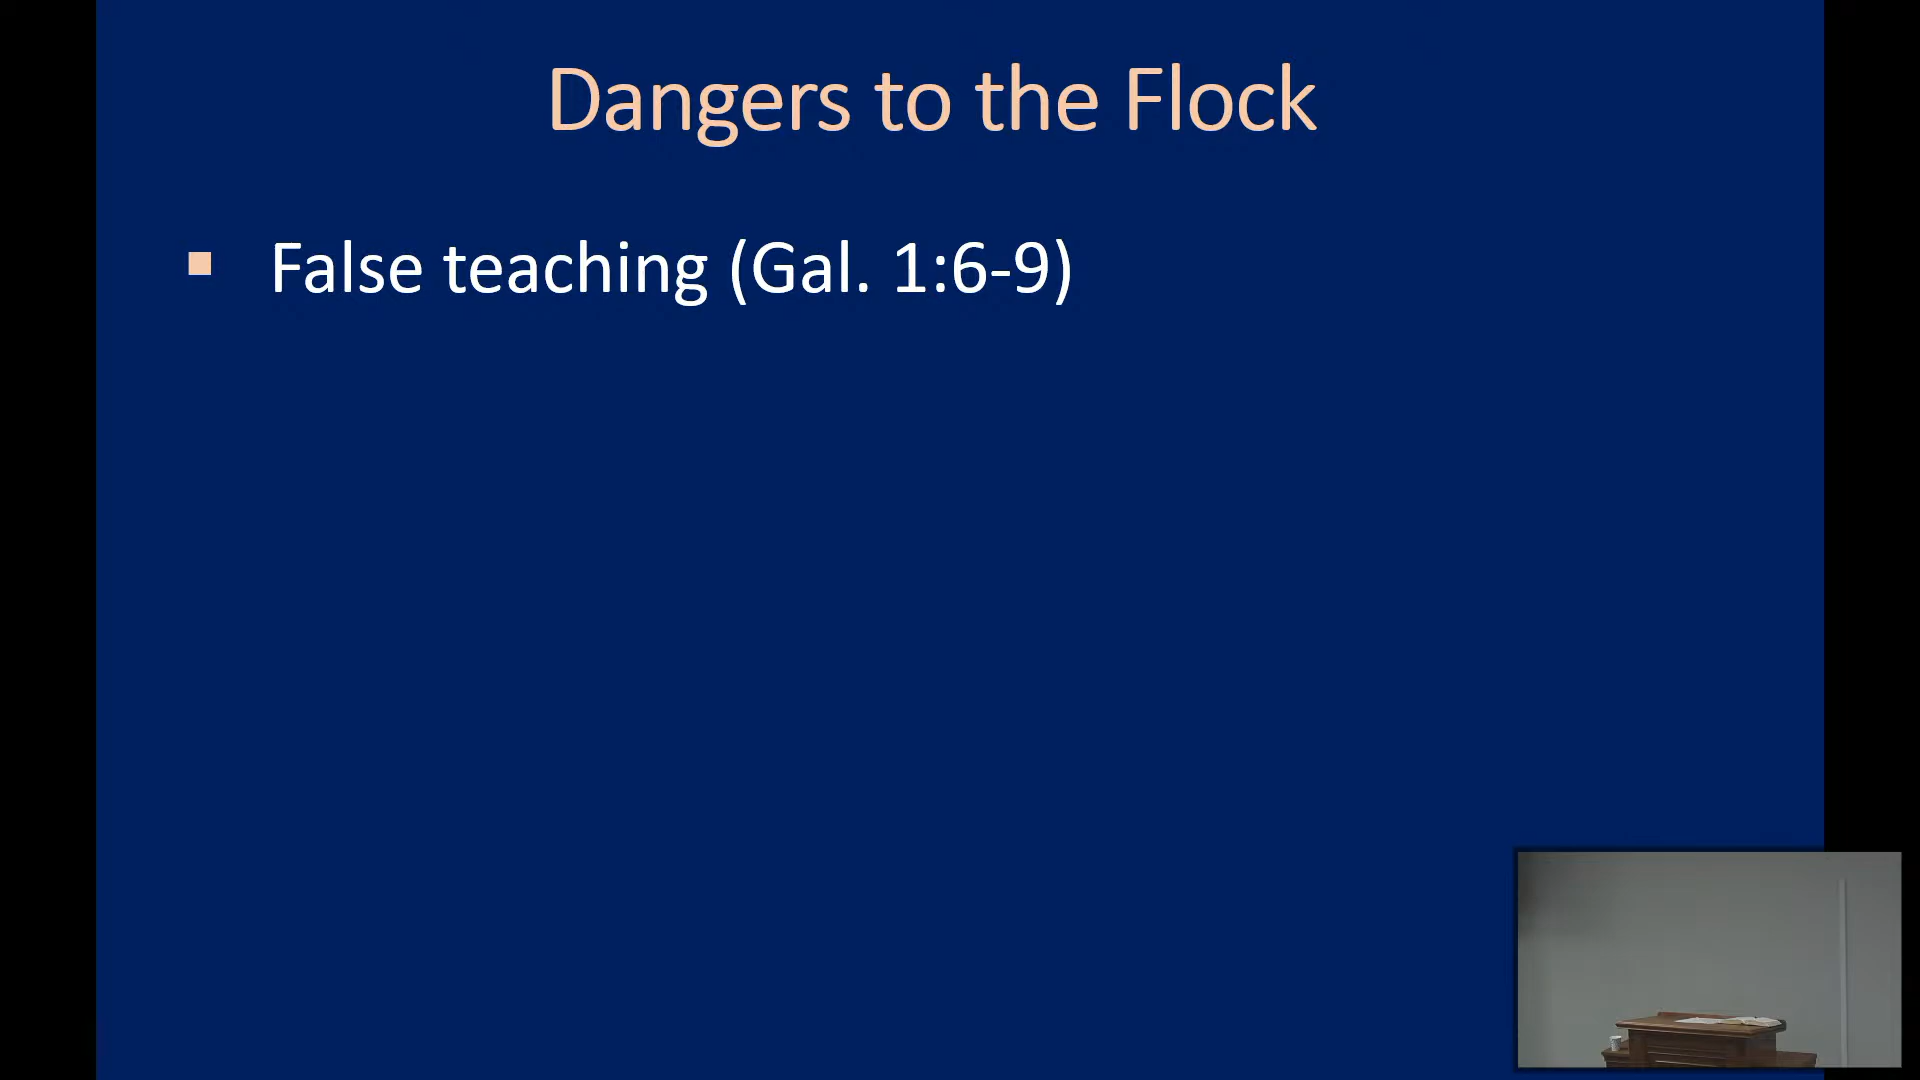 Dangers to the Flock
▪ False teaching (Gal. 1:6-9)